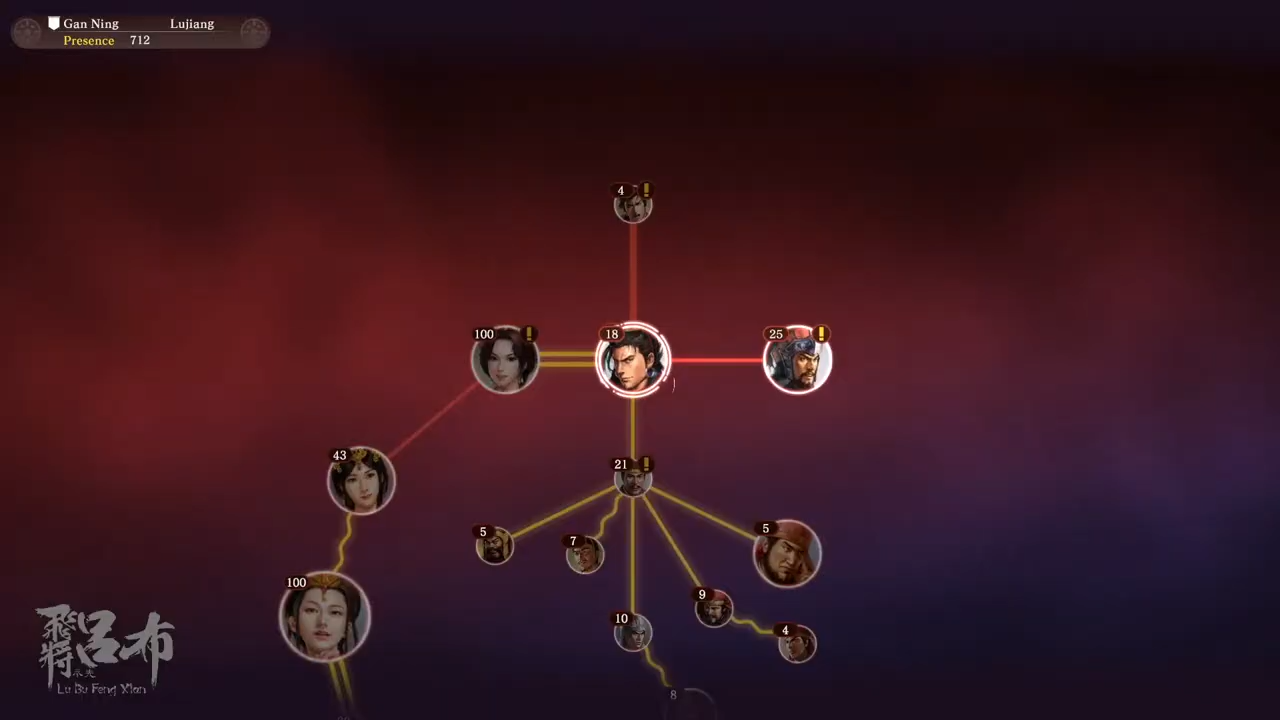 Gan Ning Lujiang
Presence 712
4
100
18
25
43
21
5
7
5
100
9
10
4
8
飛將
呂布
Lu Bu Feng Xian